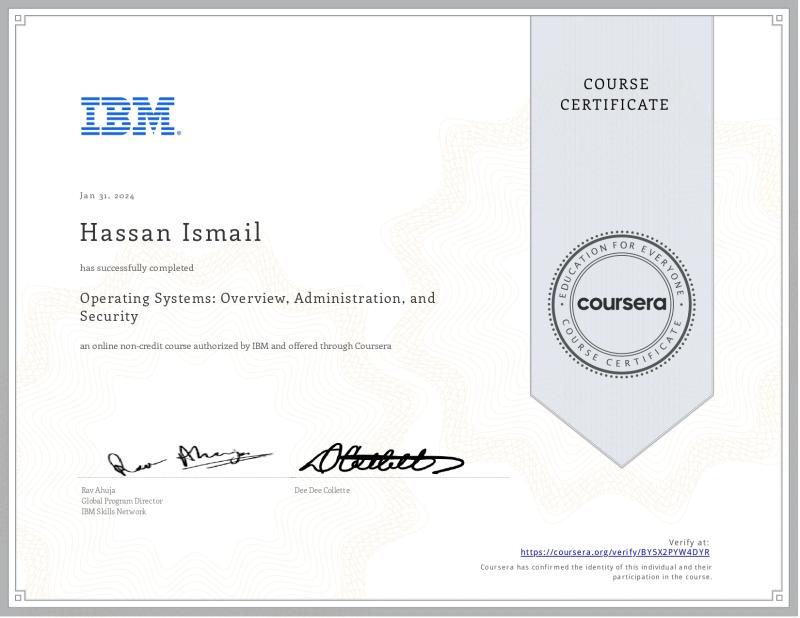 COURSE
CERTIFICATE
IBM®
Jan 31, 2024
Hassan Ismail
has successfully completed
Operating Systems: Overview, Administration, and
Security
an online non-credit course authorized by IBM and offered through Coursera
EDUCATION FOR EVERYONE
coursera
COURSE CERTIFICATE
Rav Ahuja
Global Program Director
IBM Skills Network
Dee Dee Collette
Verify at:
https://coursera.org/verify/BY5X2PYW4DYR
Coursera has confirmed the identity of this individual and their
participation in the course.